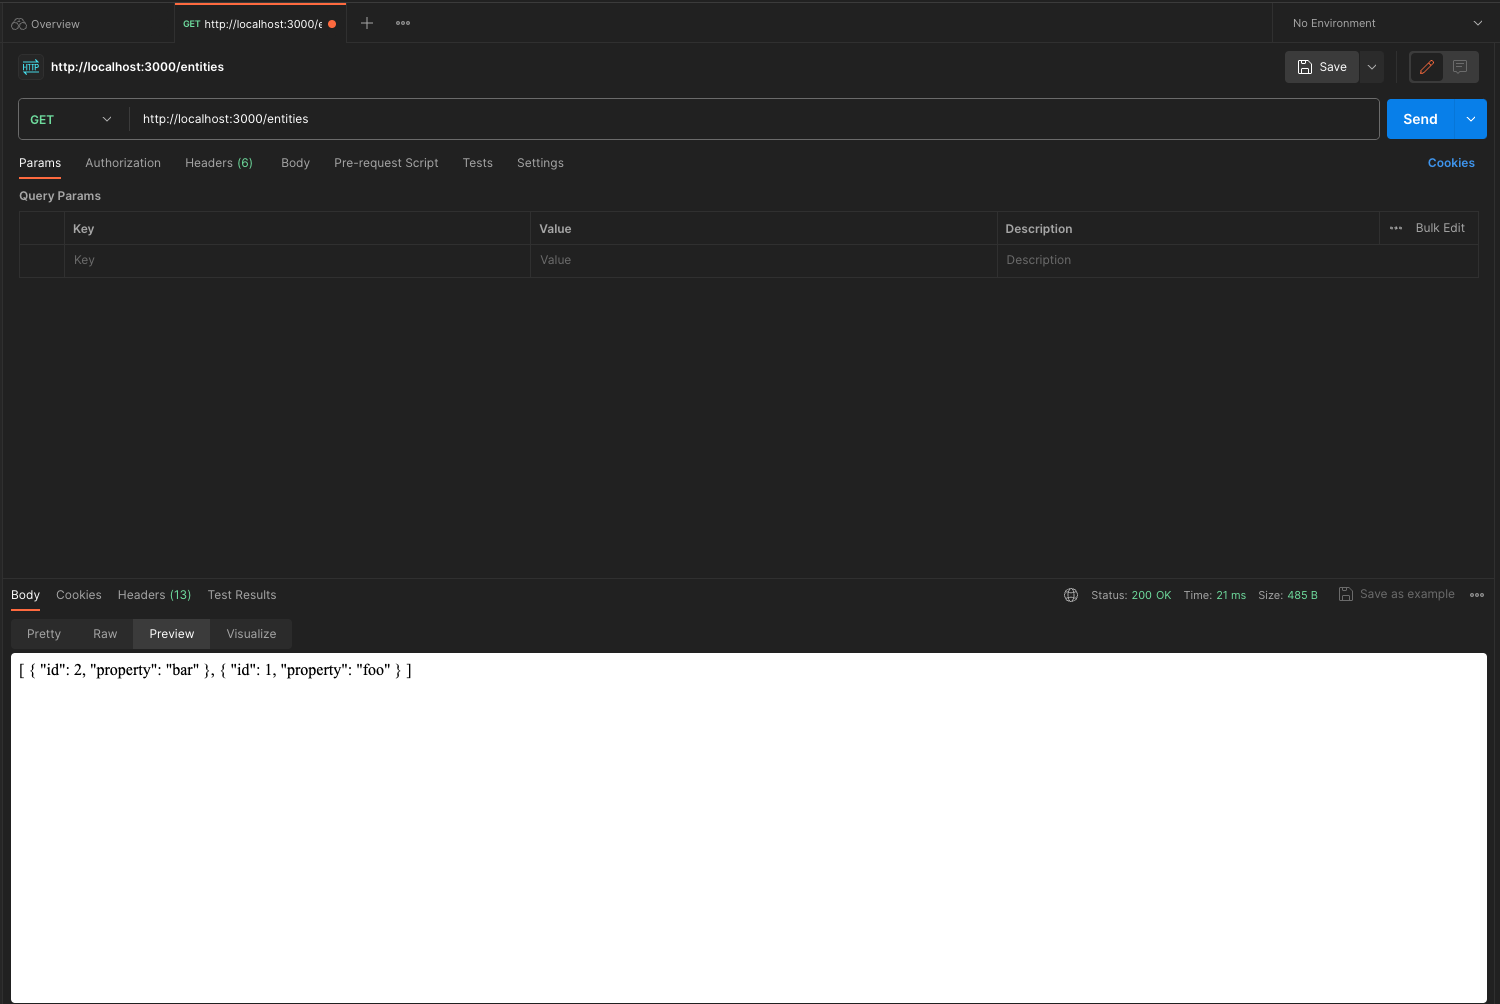 Overview
GET http://localhost:3000/e
No Environment
HTTP http://localhost:3000/entities
Save
GET http://localhost:3000/entities
Send
Params Authorization Headers (6) Body Pre-request Script Tests Settings
Cookies
Query Params
Key Value Description Bulk Edit
Key Value Description
Body Cookies Headers (13) Test Results
Status: 200 OK Time: 21 ms Size: 485 B Save as example
Pretty Raw Preview Visualize
[ { "id": 2, "property": "bar" }, { "id": 1, "property": "foo" } ]